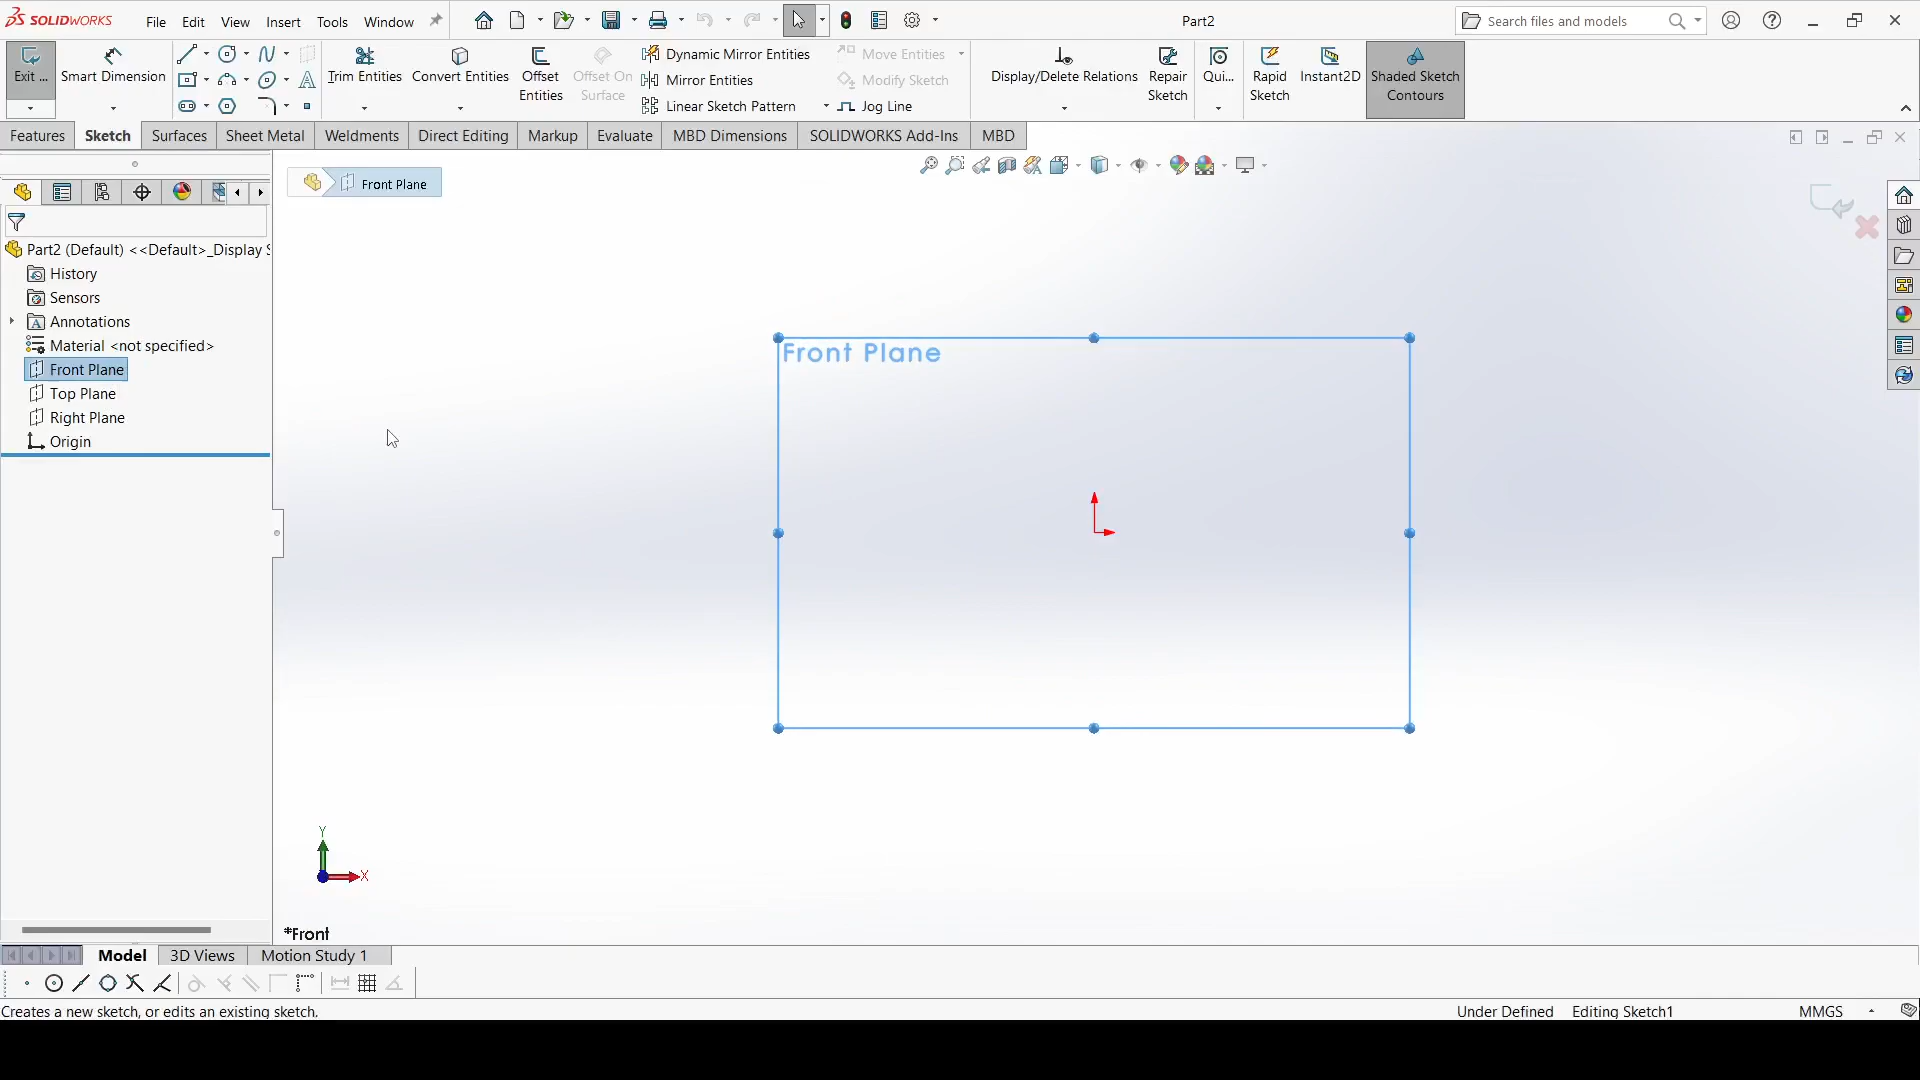 SOLIDWORKS File Edit View Insert Tools Window Part2 Search files and models
Exit ... Smart Dimension Trim Entities Convert Entities Offset Entities Offset On Surface Dynamic Mirror Entities Mirror Entities Linear Sketch Pattern Move Entities Modify Sketch Jog Line Display/Delete Relations Repair Sketch Qui... Rapid Sketch Instant2D Shaded Sketch Contours
Features Sketch Surfaces Sheet Metal Weldments Direct Editing Markup Evaluate MBD Dimensions SOLIDWORKS Add-Ins MBD
Front Plane
Part2 (Default) <<Default>_Display S
History
Sensors
Annotations
Material <not specified>
Front Plane
Top Plane
Right Plane
Origin
Front Plane
Y
X
*Front
Model 3D Views Motion Study 1
Creates a new sketch, or edits an existing sketch. Under Defined Editing Sketch1 MMGS